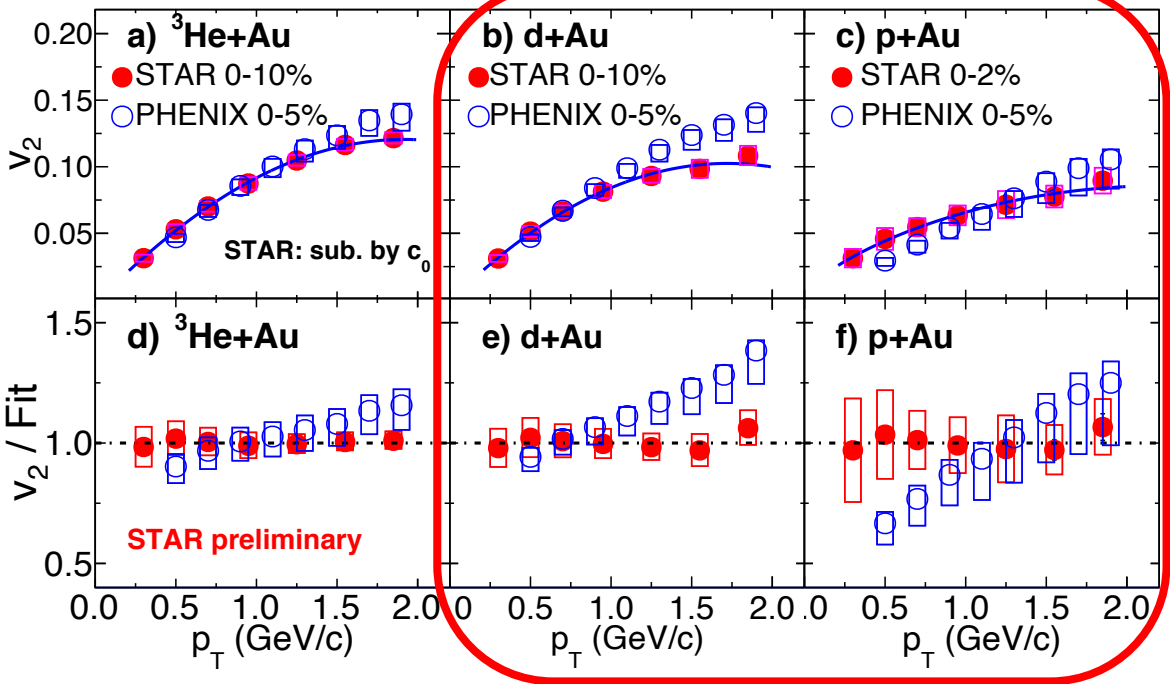 a) ³He+Au
STAR 0-10%
PHENIX 0-5%
STAR: sub. by c₀
b) d+Au
STAR 0-10%
PHENIX 0-5%
c) p+Au
STAR 0-2%
PHENIX 0-5%
v₂
0.20
0.15
0.10
0.05
d) ³He+Au
STAR preliminary
e) d+Au
f) p+Au
v₂ / Fit
1.5
1.0
0.5
0.0 0.5 1.0 1.5 2.0
0.0 0.5 1.0 1.5 2.0
0.0 0.5 1.0 1.5 2.0
p_T (GeV/c)
p_T (GeV/c)
p_T (GeV/c)